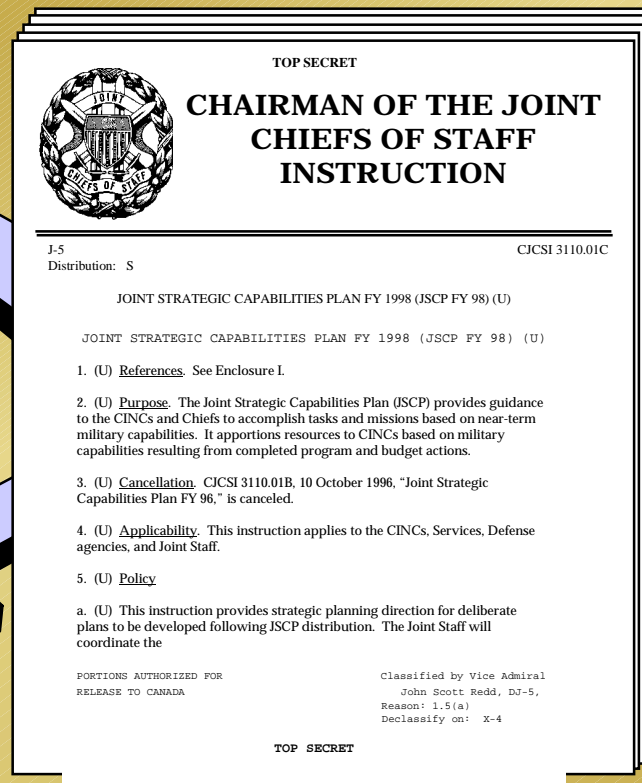 TOP SECRET
JOINT
CHIEFS OF STAFF
CHAIRMAN OF THE JOINT
CHIEFS OF STAFF
INSTRUCTION
J-5
CJCSI 3110.01C
Distribution: S
JOINT STRATEGIC CAPABILITIES PLAN FY 1998 (JSCP FY 98) (U)
JOINT STRATEGIC CAPABILITIES PLAN FY 1998 (JSCP FY 98) (U)
1. (U) References. See Enclosure I.
2. (U) Purpose. The Joint Strategic Capabilities Plan (JSCP) provides guidance
to the CINCs and Chiefs to accomplish tasks and missions based on near-term
military capabilities. It apportions resources to CINCs based on military
capabilities resulting from completed program and budget actions.
3. (U) Cancellation. CJCSI 3110.01B, 10 October 1996, “Joint Strategic
Capabilities Plan FY 96,” is canceled.
4. (U) Applicability. This instruction applies to the CINCs, Services, Defense
agencies, and Joint Staff.
5. (U) Policy
a. (U) This instruction provides strategic planning direction for deliberate
plans to be developed following JSCP distribution. The Joint Staff will
coordinate the
PORTIONS AUTHORIZED FOR
RELEASE TO CANADA
Classified by Vice Admiral
John Scott Redd, DJ-5,
Reason: 1.5(a)
Declassify on: X-4
TOP SECRET